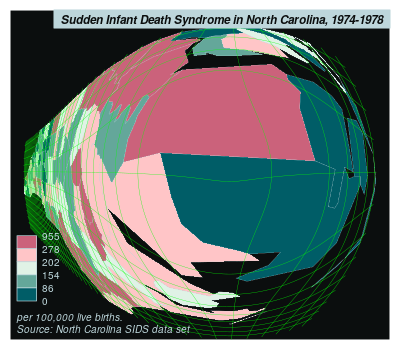 Sudden Infant Death Syndrome in North Carolina, 1974-1978
955
278
202
154
86
0
per 100,000 live births.
Source: North Carolina SIDS data set